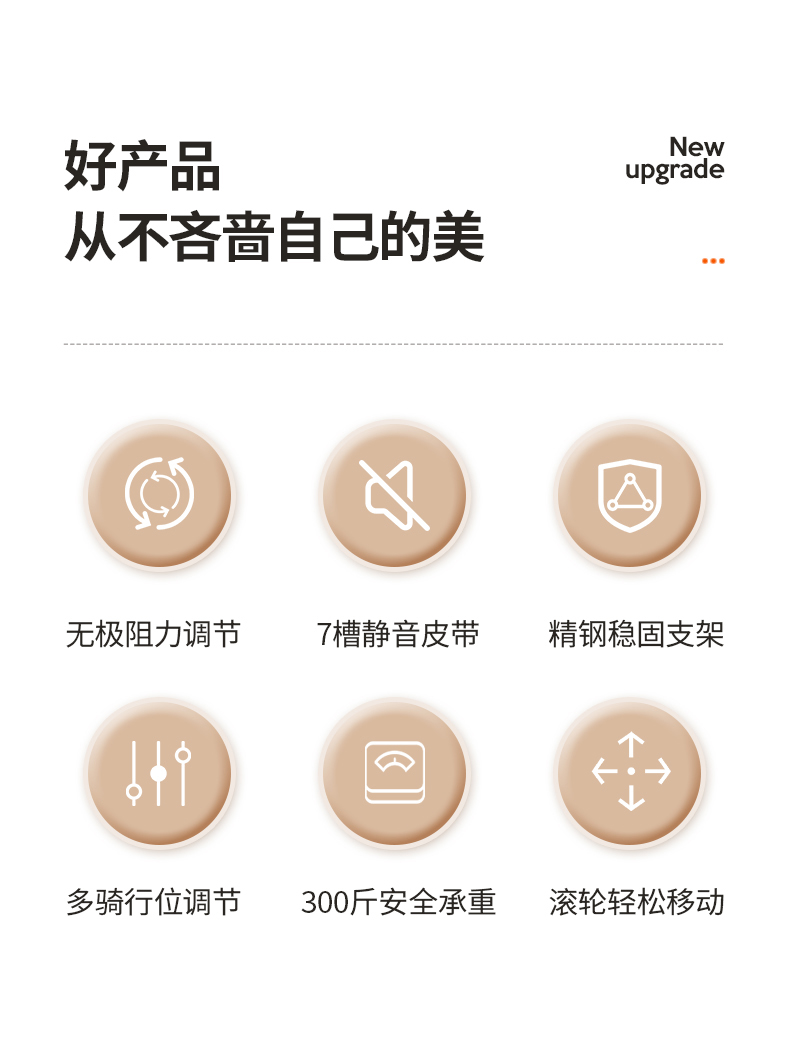 好产品
从不吝啬自己的美
New
upgrade
无极阻力调节
7槽静音皮带
精钢稳固支架
多骑行位调节
300斤安全承重
滚轮轻松移动